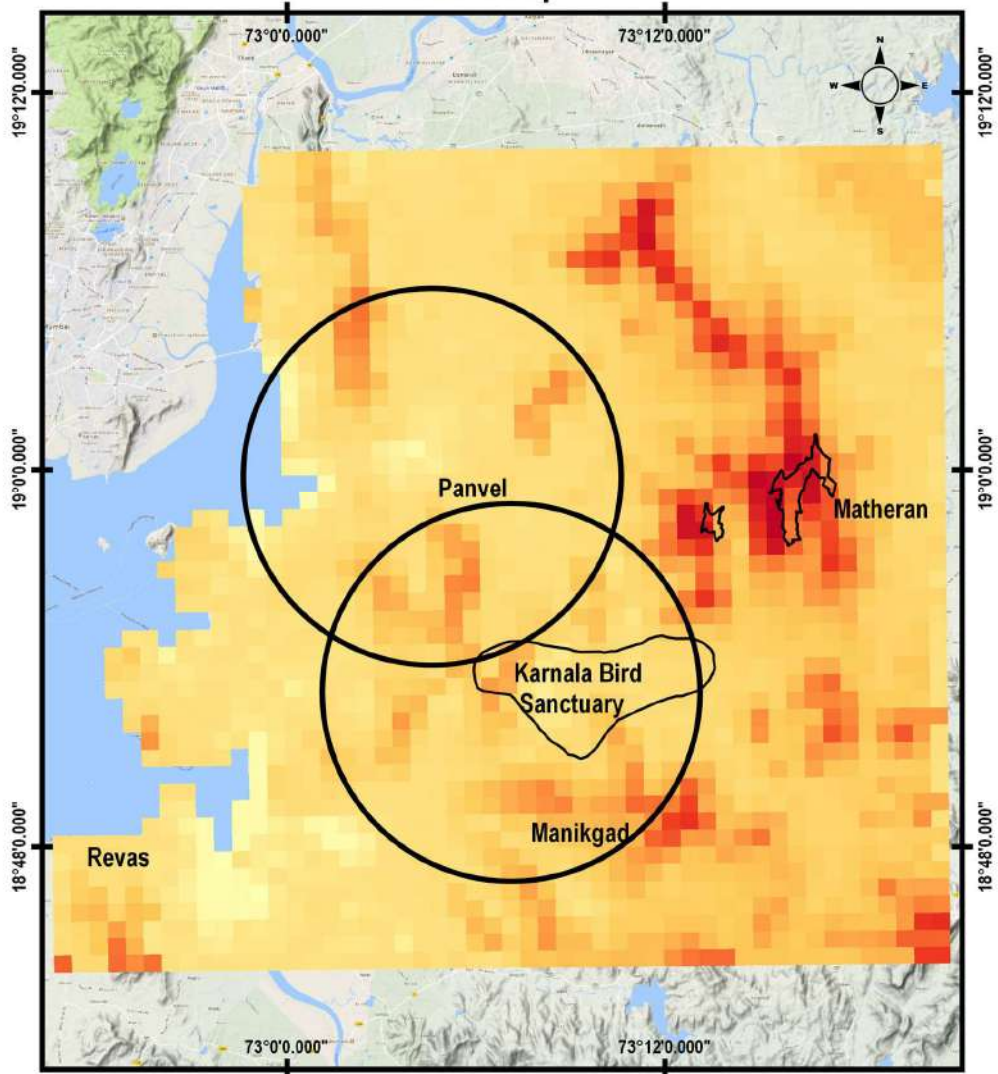 73°0'0.000"
73°12'0.000"
19°12'0.000"
19°12'0.000"
N
W
E
S
19°0'0.000"
19°0'0.000"
Panvel
Matheran
Karnala Bird
Sanctuary
Manikgad
Revas
18°48'0.000"
18°48'0.000"
73°0'0.000"
73°12'0.000"